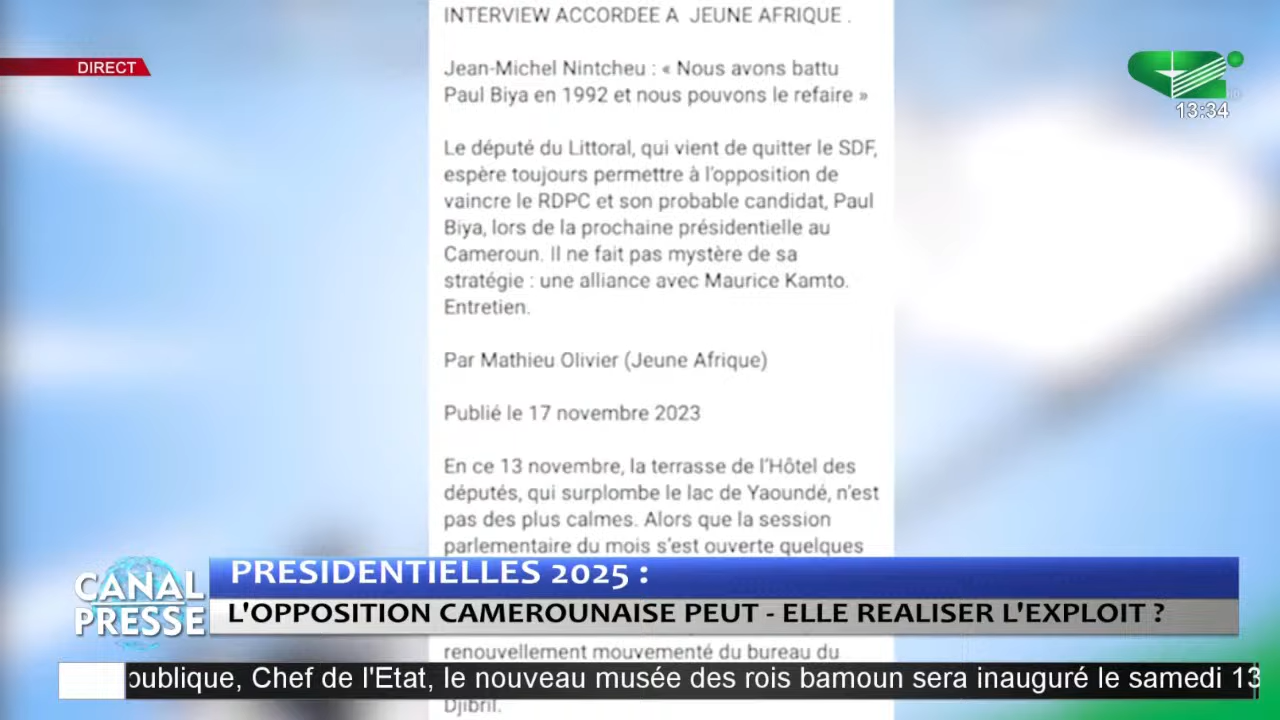 INTERVIEW ACCORDEE A JEUNE AFRIQUE .
DIRECT
Jean-Michel Nintcheu : « Nous avons battu
Paul Biya en 1992 et nous pouvons le refaire »
13:34
Le député du Littoral, qui vient de quitter le SDF,
espère toujours permettre à l'opposition de
vaincre le RDPC et son probable candidat, Paul
Biya, lors de la prochaine présidentielle au
Cameroun. Il ne fait pas mystère de sa
stratégie : une alliance avec Maurice Kamto.
Entretien.
Par Mathieu Olivier (Jeune Afrique)
Publié le 17 novembre 2023
En ce 13 novembre, la terrasse de l'Hôtel des
députés, qui surplombe le lac de Yaoundé, n'est
pas des plus calmes. Alors que la session
parlementaire du mois s'est ouverte quelques
CANAL
PRESSE
PRESIDENTIELLES 2025 :
L'OPPOSITION CAMEROUNAISE PEUT - ELLE REALISER L'EXPLOIT ?
renouvellement mouvementé du bureau du
publique, Chef de l'Etat, le nouveau musée des rois bamoun sera inauguré le samedi 13
Djibril.